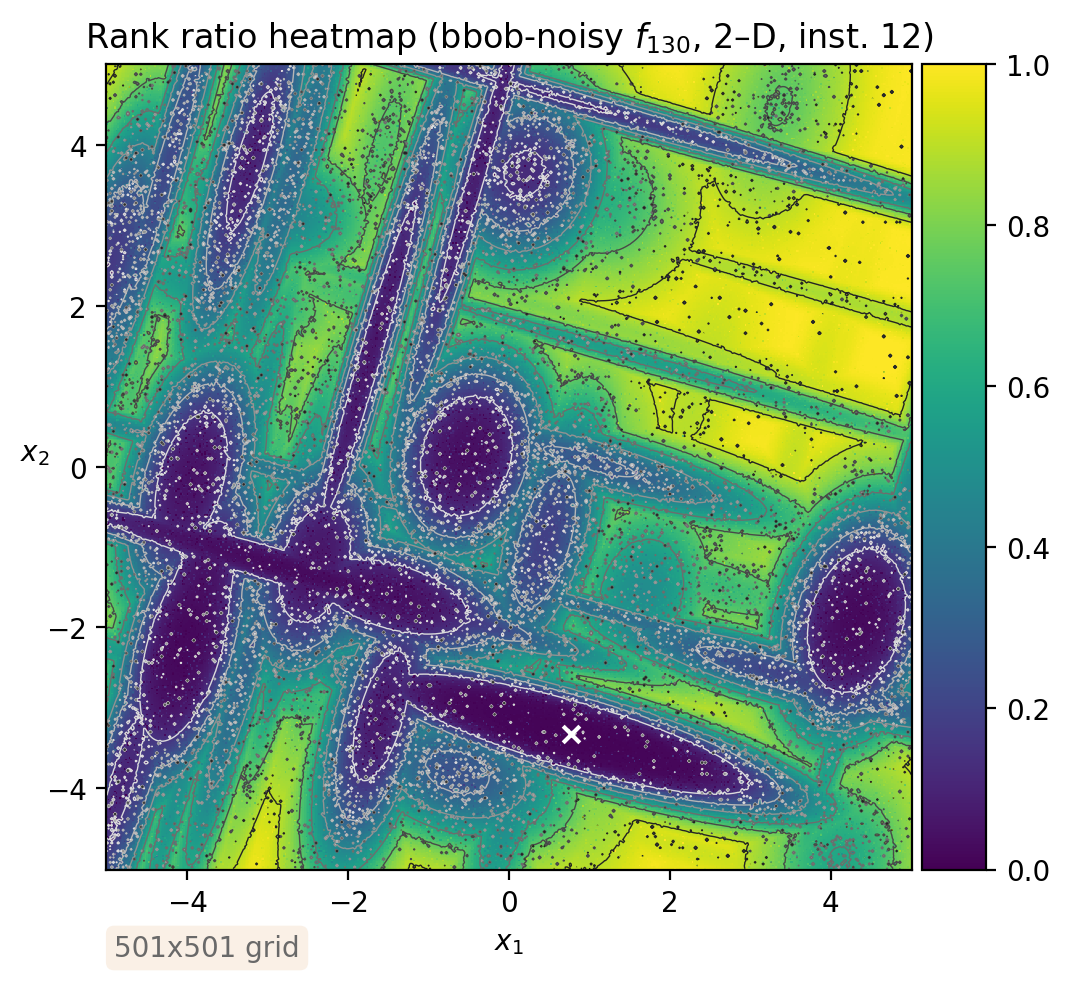 Rank ratio heatmap (bbob-noisy f130, 2–D, inst. 12)
1.0
0.8
0.6
0.4
0.2
0.0
4
2
0
−2
−4
x2
−4 −2 0 2 4
x1
501x501 grid